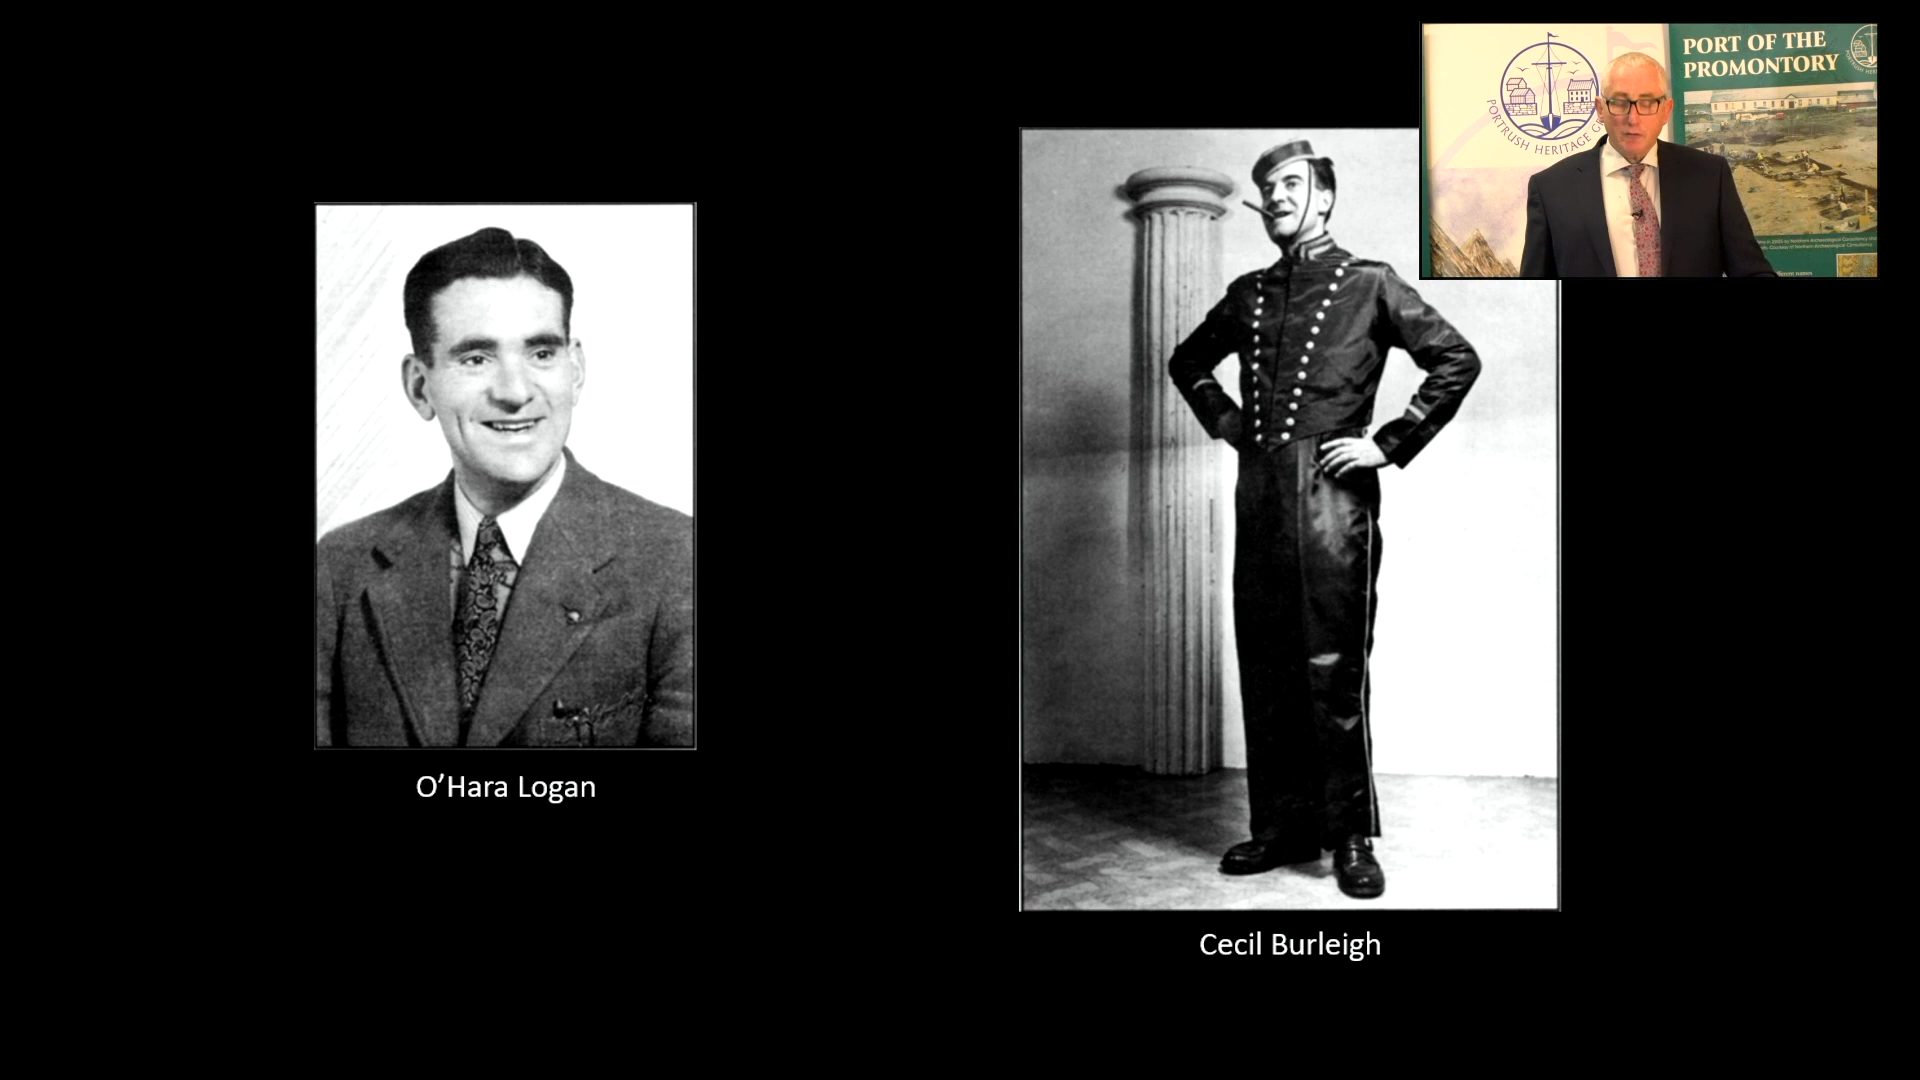 PORT OF THE
PROMONTORY
PORTRUSH HERITAGE G
O’Hara Logan
Cecil Burleigh